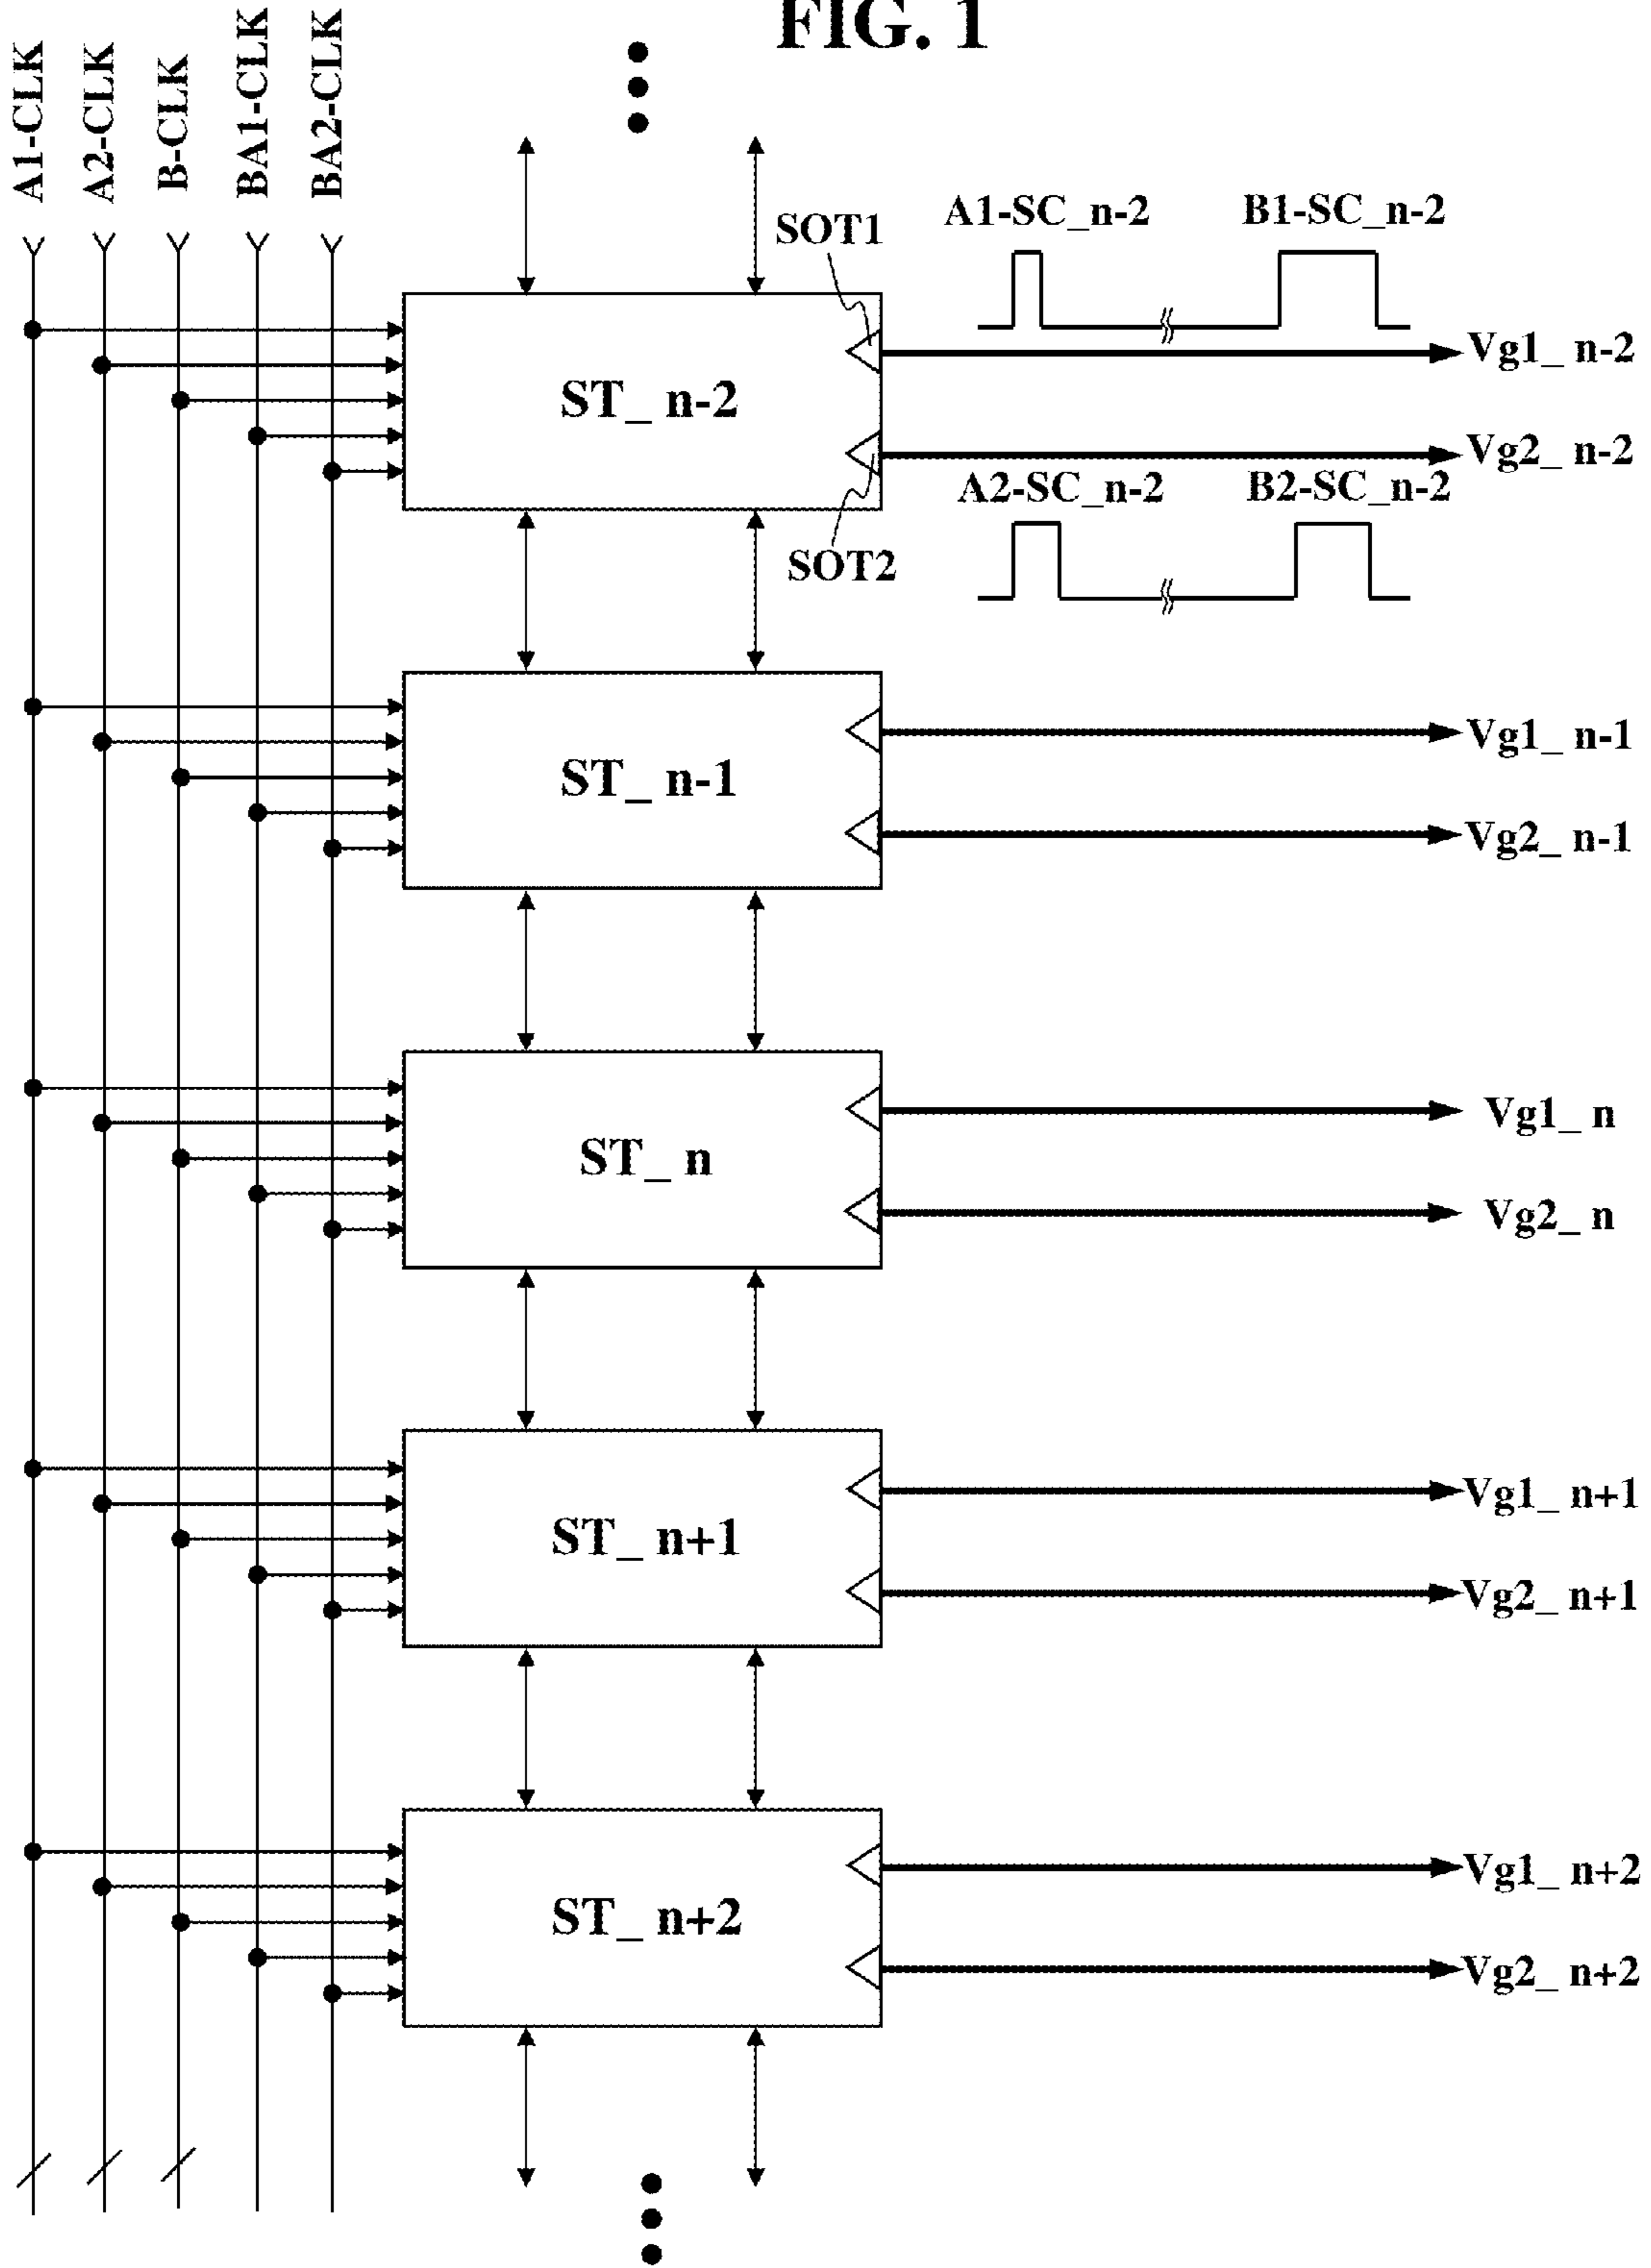 FIG. 1
A1-CLK
A2-CLK
B-CLK
BA1-CLK
BA2-CLK
SOT1
A1-SC_n-2
B1-SC_n-2
Vg1_ n-2
ST_ n-2
Vg2_ n-2
A2-SC_n-2
B2-SC_n-2
SOT2
Vg1_ n-1
ST_ n-1
Vg2_ n-1
Vg1_ n
ST_ n
Vg2_ n
Vg1_ n+1
ST_ n+1
Vg2_ n+1
Vg1_ n+2
ST_ n+2
Vg2_ n+2